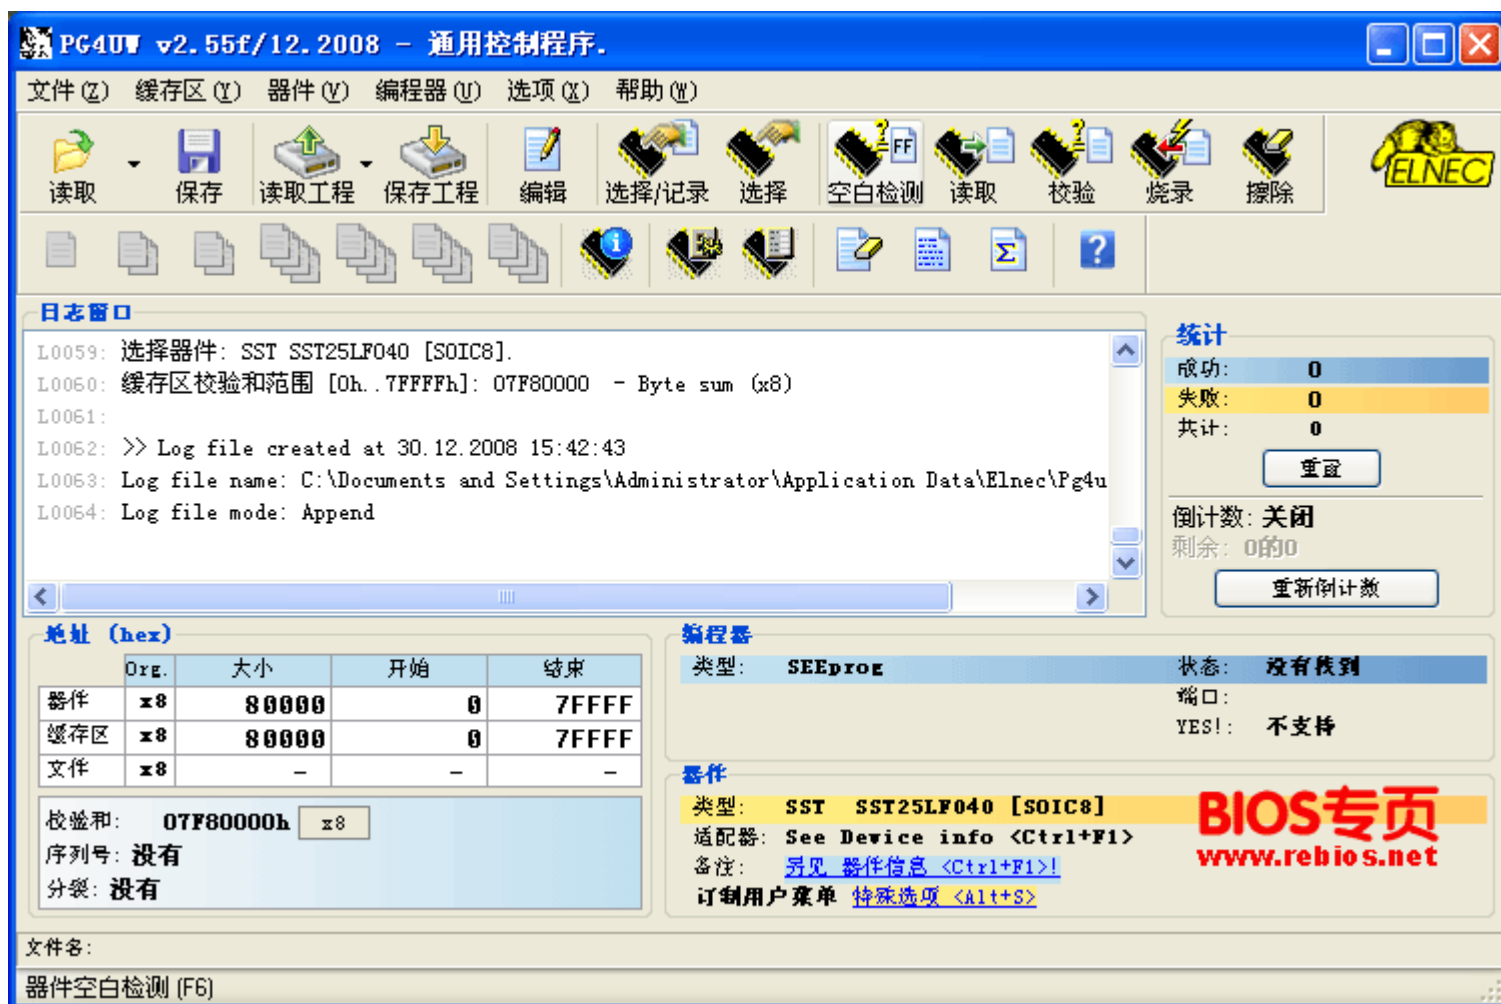 PG4UW v2.55f/12.2008 - 通用控制程序.
文件(Z) 缓存区(Y) 器件(V) 编程器(U) 选项(X) 帮助(W)
读取 保存 读取工程 保存工程 编辑 选择/记录 选择 空白检测 读取 校验 烧录 擦除
ELNEC
日志窗口
L0059: 选择器件: SST SST25LF040 [SOIC8].
L0060: 缓存区校验和范围 [0h..7FFFFh]: 07F80000 - Byte sum (x8)
L0061:
L0062: >> Log file created at 30.12.2008 15:42:43
L0063: Log file name: C:\Documents and Settings\Administrator\Application Data\Elnec\Pg4u
L0064: Log file mode: Append
统计
成功: 0
失败: 0
共计: 0
重置
倒计数: 关闭
剩余: 0的0
重新倒计数
地址 (hex)
Org. 大小 开始 结束
器件 x8 80000 0 7FFFF
缓存区 x8 80000 0 7FFFF
文件 x8 - - -
校验和: 07F80000h x8
序列号: 没有
分裂: 没有
编程器
类型: SEEprog 状态: 没有找到
端口:
YES!: 不支持
器件
类型: SST SST25LF040 [SOIC8]
适配器: See Device info <Ctrl+F1>
备注: 另见 器件信息 <Ctrl+F1>!
订制用户菜单 特殊选项 <Alt+S>
BIOS专页
www.rebios.net
文件名:
器件空白检测 (F6)